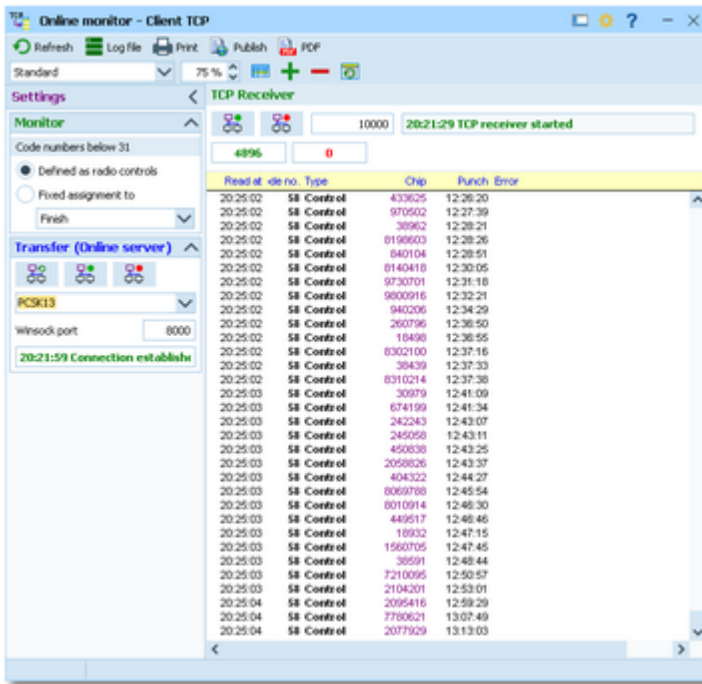 Online monitor - Client TCP
Refresh Log file Print Publish PDF
Standard 75 %
Settings
TCP Receiver
Monitor
10000 20:21:29 TCP receiver started
Code numbers below 31
4896 0
Defined as radio controls
Fixed assignment to
Finish
Transfer (Online server)
PCSK13
Winsock port 8000
20:21:59 Connection establishe
Read at de no. Type Chip Punch Error
20:25:02 58 Control 433625 12:26:20
20:25:02 58 Control 970502 12:27:39
20:25:02 58 Control 38962 12:28:21
20:25:02 58 Control 8198603 12:28:26
20:25:02 58 Control 840104 12:28:51
20:25:02 58 Control 8140418 12:30:05
20:25:02 58 Control 9730701 12:31:18
20:25:02 58 Control 9800916 12:32:21
20:25:02 58 Control 940206 12:34:29
20:25:02 58 Control 260796 12:36:50
20:25:02 58 Control 18498 12:36:55
20:25:02 58 Control 8302100 12:37:16
20:25:02 58 Control 38439 12:37:33
20:25:02 58 Control 8310214 12:37:38
20:25:03 58 Control 30979 12:41:09
20:25:03 58 Control 674199 12:41:34
20:25:03 58 Control 242243 12:43:07
20:25:03 58 Control 245058 12:43:11
20:25:03 58 Control 450838 12:43:25
20:25:03 58 Control 2058826 12:43:37
20:25:03 58 Control 404322 12:44:27
20:25:03 58 Control 8069788 12:45:54
20:25:03 58 Control 8010914 12:46:30
20:25:03 58 Control 449517 12:46:46
20:25:03 58 Control 18932 12:47:15
20:25:03 58 Control 1560705 12:47:45
20:25:03 58 Control 38591 12:48:44
20:25:03 58 Control 7210095 12:50:57
20:25:03 58 Control 2104201 12:53:01
20:25:04 58 Control 2095416 12:59:29
20:25:04 58 Control 7780621 13:07:49
20:25:04 58 Control 2077929 13:13:03